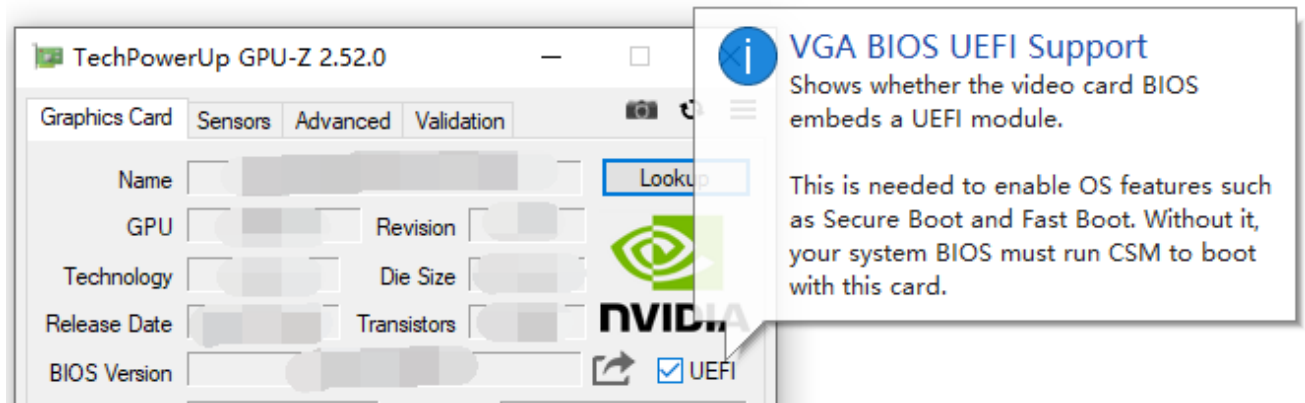 TechPowerUp GPU-Z 2.52.0
Graphics Card Sensors Advanced Validation
Name
Lookup
GPU
Revision
Technology
Die Size
Release Date
Transistors
NVIDIA
BIOS Version
UEFI
VGA BIOS UEFI Support
Shows whether the video card BIOS
embeds a UEFI module.
This is needed to enable OS features such
as Secure Boot and Fast Boot. Without it,
your system BIOS must run CSM to boot
with this card.